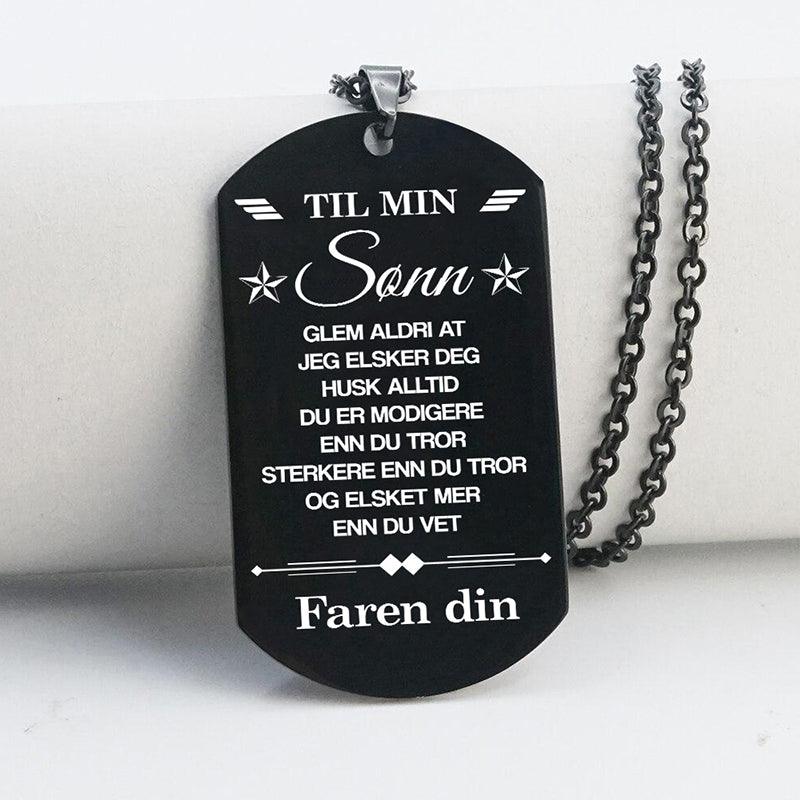 TIL MIN
Sønn
GLEM ALDRI AT
JEG ELSKER DEG
HUSK ALLTID
DU ER MODIGERE
ENN DU TROR
STERKERE ENN DU TROR
OG ELSKET MER
ENN DU VET
Faren din